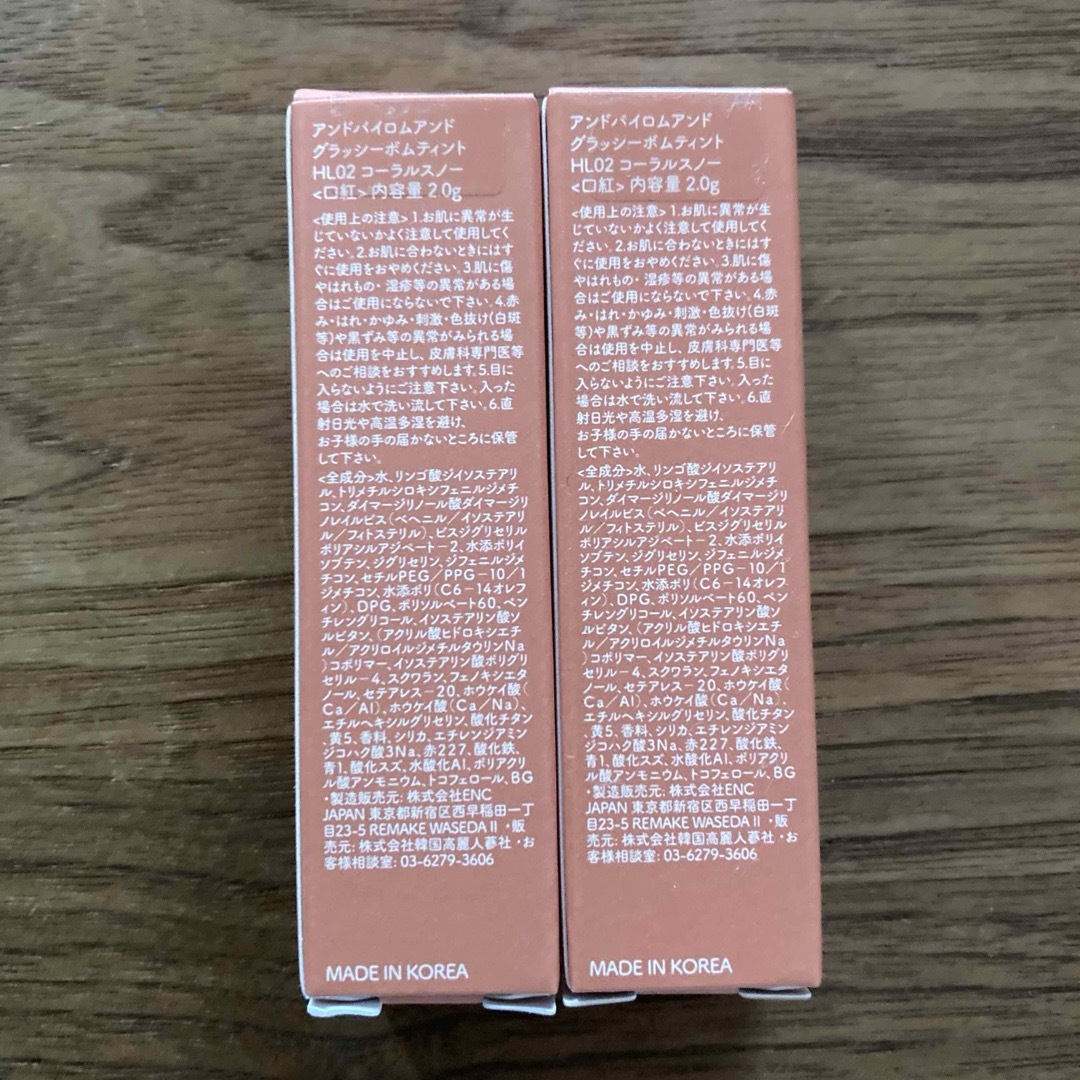 アンドバイロムアンド
グラッシーボムティント
HL02 コーラルスノー
<口紅> 内容量 2.0g
<使用上の注意> 1.お肌に異常が生
じていないかよく注意して使用してく
ださい。2.お肌に合わないときにはす
ぐに使用をおやめください。3.肌に傷
やはれもの・湿疹等の異常がある場
合はご使用にならないで下さい。4.赤
み・はれ・かゆみ・刺激・色抜け(白斑
等)や黒ずみ等の異常がみられる場
合は使用を中止し、皮膚科専門医等
へのご相談をおすすめします。5.目に
入らないようにご注意下さい。入った
場合は水で洗い流して下さい。6.直
射日光や高温多湿を避け、
お子様の手の届かないところに保管
して下さい。
<全成分>水、リンゴ酸ジイソステアリ
ル、トリメチルシロキシフェニルジメチ
コン、ダイマージリノール酸ダイマージリ
ノレイルビス(ベヘニル/イソステアリ
ル/フィトステリル)、ビスジグリセリル
ポリアシルアジペート-2、水添ポリイ
ソブテン、ジグリセリン、ジフェニルジメ
チコン、セチルPEG/PPG-10/1
ジメチコン、水添ポリ(C6-14オレフ
ィン)、DPG、ポリソルベート60、ペン
チレングリコール、イソステアリン酸ソ
ルビタン、(アクリル酸ヒドロキシエチ
ル/アクリロイルジメチルタウリンNa
)コポリマー、イソステアリン酸ポリグリ
セリル-4、スクワラン、フェノキシエタ
ノール、セテアレス-20、ホウケイ酸(
Ca/Al)、ホウケイ酸(Ca/Na)、
エチルヘキシルグリセリン、酸化チタン
、黄5、香料、シリカ、エチレンジアミン
ジコハク酸3Na、赤227、酸化鉄、
青1、酸化スズ、水酸化Al、ポリアクリ
ル酸アンモニウム、トコフェロール、BG
・製造販売元: 株式会社ENC
JAPAN 東京都新宿区西早稲田一丁
目23-5 REMAKE WASEDA II ・販
売元: 株式会社韓国高麗人蔘社 ・お
客様相談室: 03-6279-3606
MADE IN KOREA
アンドバイロムアンド
グラッシーボムティント
HL02 コーラルスノー
<口紅> 内容量 2.0g
<使用上の注意> 1.お肌に異常が生
じていないかよく注意して使用してく
ださい。2.お肌に合わないときにはす
ぐに使用をおやめください。3.肌に傷
やはれもの・湿疹等の異常がある場
合はご使用にならないで下さい。4.赤
み・はれ・かゆみ・刺激・色抜け(白斑
等)や黒ずみ等の異常がみられる場
合は使用を中止し、皮膚科専門医等
へのご相談をおすすめします。5.目に
入らないようにご注意下さい。入った
場合は水で洗い流して下さい。6.直
射日光や高温多湿を避け、
お子様の手の届かないところに保管
して下さい。
<全成分>水、リンゴ酸ジイソステアリ
ル、トリメチルシロキシフェニルジメチ
コン、ダイマージリノール酸ダイマージリ
ノレイルビス(ベヘニル/イソステアリ
ル/フィトステリル)、ビスジグリセリル
ポリアシルアジペート-2、水添ポリイ
ソブテン、ジグリセリン、ジフェニルジメ
チコン、セチルPEG/PPG-10/1
ジメチコン、水添ポリ(C6-14オレフ
ィン)、DPG、ポリソルベート60、ペン
チレングリコール、イソステアリン酸ソ
ルビタン、(アクリル酸ヒドロキシエチ
ル/アクリロイルジメチルタウリンNa
)コポリマー、イソステアリン酸ポリグリ
セリル-4、スクワラン、フェノキシエタ
ノール、セテアレス-20、ホウケイ酸(
Ca/Al)、ホウケイ酸(Ca/Na)、
エチルヘキシルグリセリン、酸化チタン
、黄5、香料、シリカ、エチレンジアミン
ジコハク酸3Na、赤227、酸化鉄、
青1、酸化スズ、水酸化Al、ポリアクリ
ル酸アンモニウム、トコフェロール、BG
・製造販売元: 株式会社ENC
JAPAN 東京都新宿区西早稲田一丁
目23-5 REMAKE WASEDA II ・販
売元: 株式会社韓国高麗人蔘社 ・お
客様相談室: 03-6279-3606
MADE IN KOREA